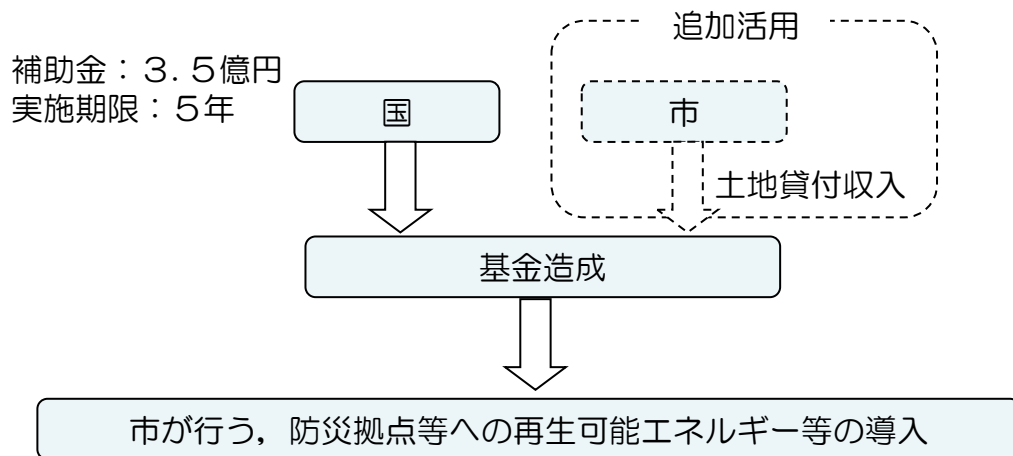 追加活用
補助金：３.５億円
実施期限：５年
国
市
土地貸付収入
基金造成
市が行う，防災拠点等への再生可能エネルギー等の導入